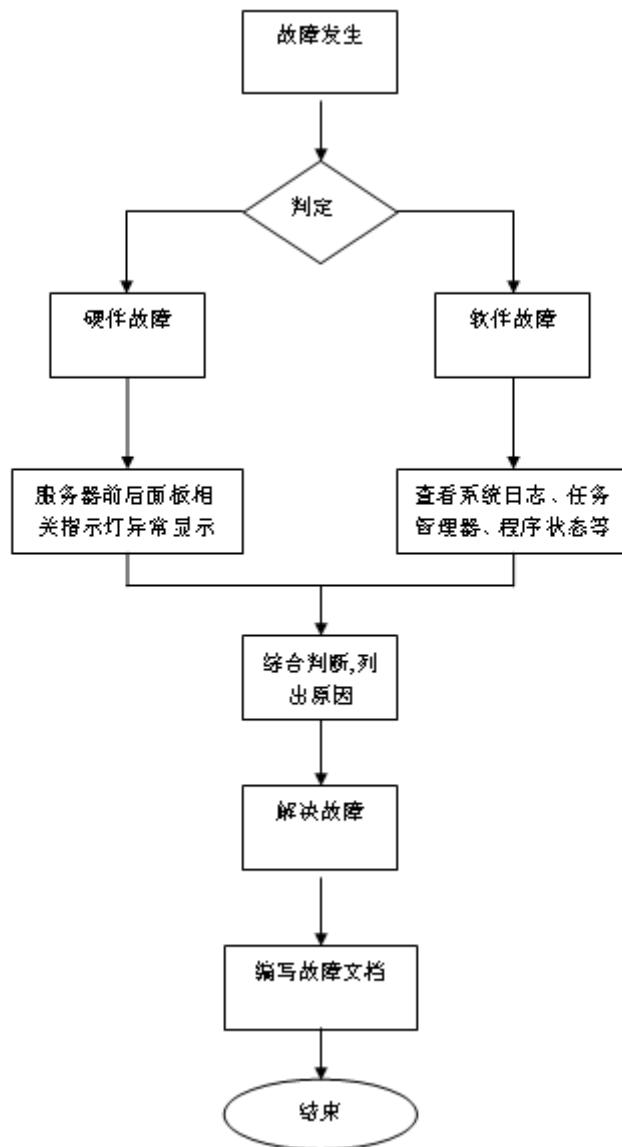 故障发生
判定
硬件故障
软件故障
服务器前后面板相
关指示灯异常显示
查看系统日志、任务
管理器、程序状态等
综合判断,列
出原因
解决故障
编写故障文档
结束